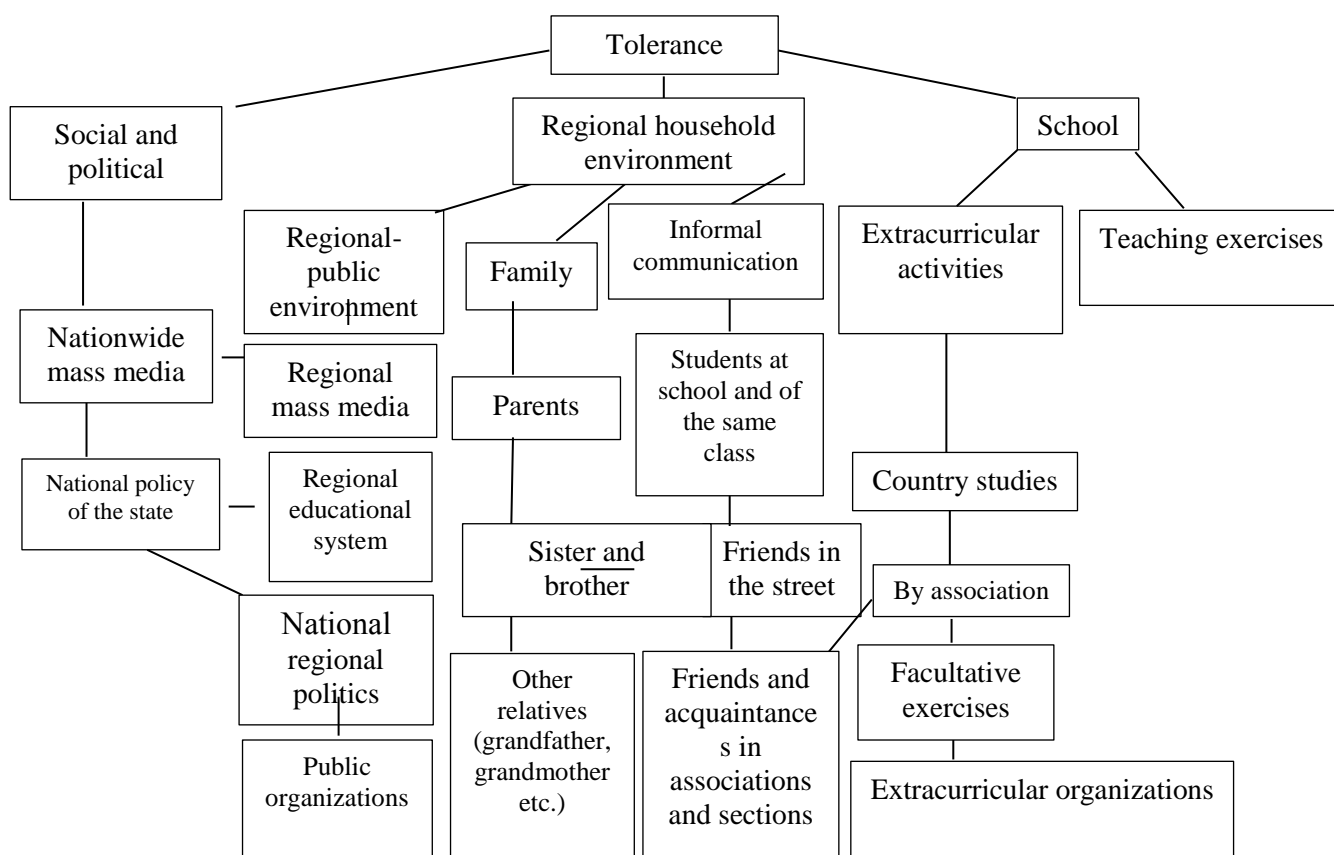 Tolerance
Social and
political
Regional household
environment
School
Regional-
public
environment
Family
Informal
communication
Extracurricular
activities
Teaching exercises
Nationwide
mass media
Regional
mass media
Parents
Students at
school and of
the same
class
Country studies
National policy
of the state
Regional
educational
system
Sister and
brother
Friends in
the street
By association
National
regional
politics
Other
relatives
(grandfather,
grandmother
etc.)
Friends and
acquaintance
s in
associations
and sections
Facultative
exercises
Public
organizations
Extracurricular organizations